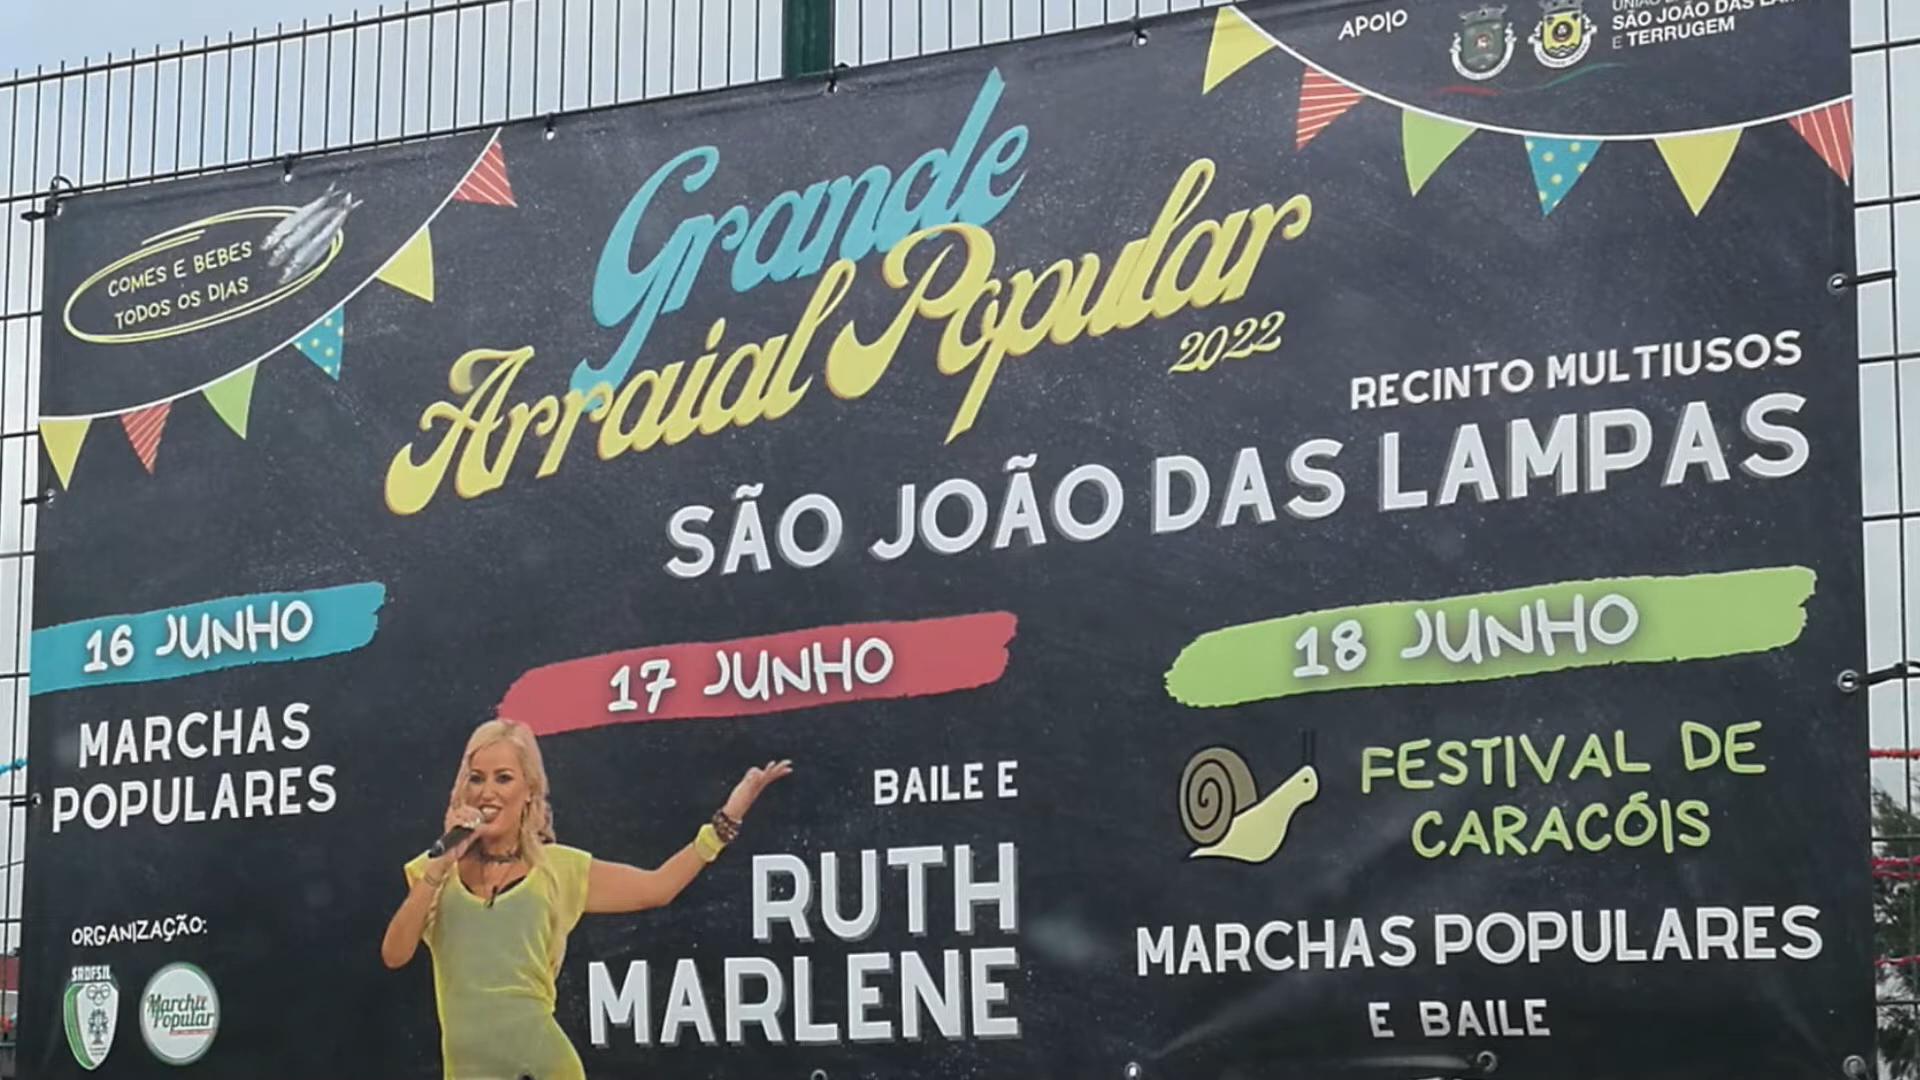 APOIO
SÃO JOÃO DAS
E TERRUGEM
COMES E BEBES
TODOS OS DIAS
Grande
Arraial Popular
2022
RECINTO MULTIUSOS
SÃO JOÃO DAS LAMPAS
16 JUNHO
MARCHAS
POPULARES
17 JUNHO
BAILE E
RUTH
MARLENE
18 JUNHO
FESTIVAL DE
CARACÓIS
MARCHAS POPULARES
E BAILE
ORGANIZAÇÃO:
SRDFSJL
Marcha
Popular